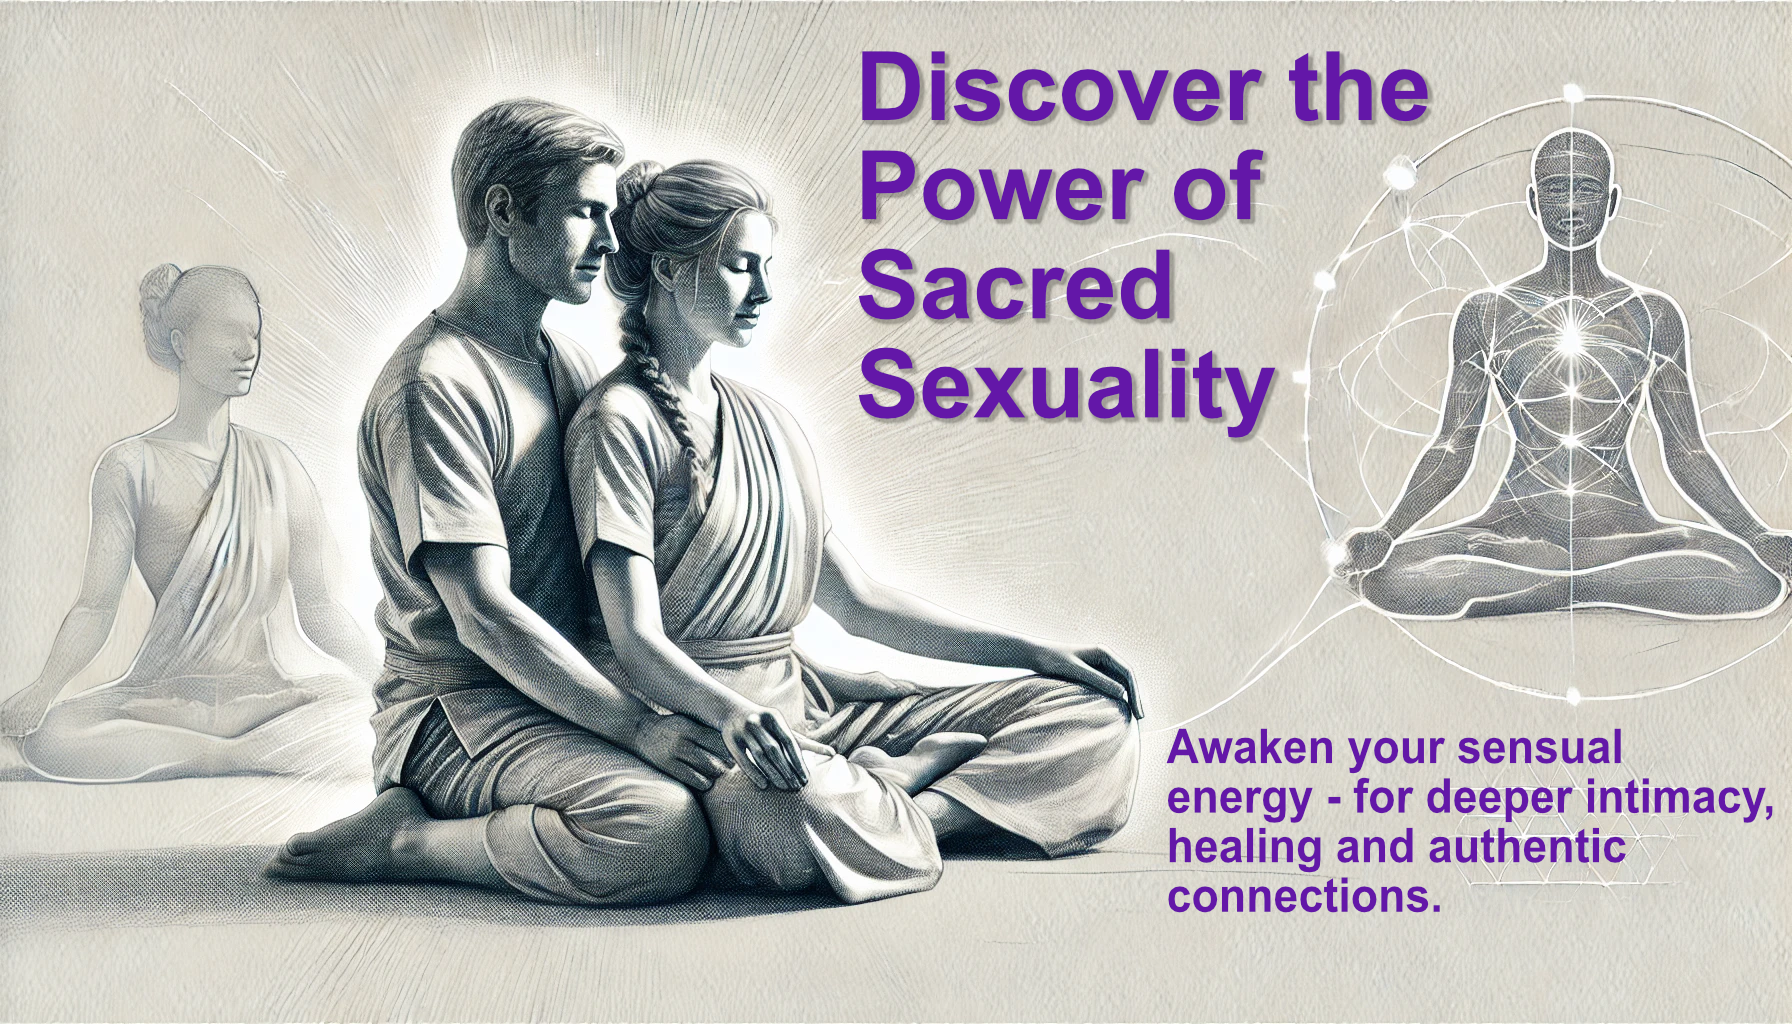 Discover the
Power of
Sacred
Sexuality
Awaken your sensual
energy - for deeper intimacy,
healing and authentic
connections.